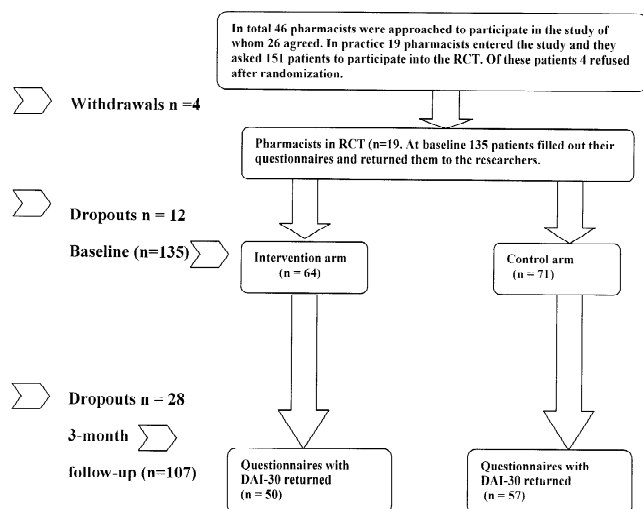 In total 46 pharmacists were approached to participate in the study of
whom 26 agreed. In practice 19 pharmacists entered the study and they
asked 151 patients to participate into the RCT. Of these patients 4 refused
after randomization.
Withdrawals n =4
Pharmacists in RCT (n=19. At baseline 135 patients filled out their
questionnaires and returned them to the researchers.
Dropouts n = 12
Baseline (n=135)
Intervention arm
(n = 64)
Control arm
(n = 71)
Dropouts n = 28
3-month
follow-up (n=107)
Questionnaires with
DAI-30 returned
(n = 50)
Questionnaires with
DAI-30 returned
(n = 57)